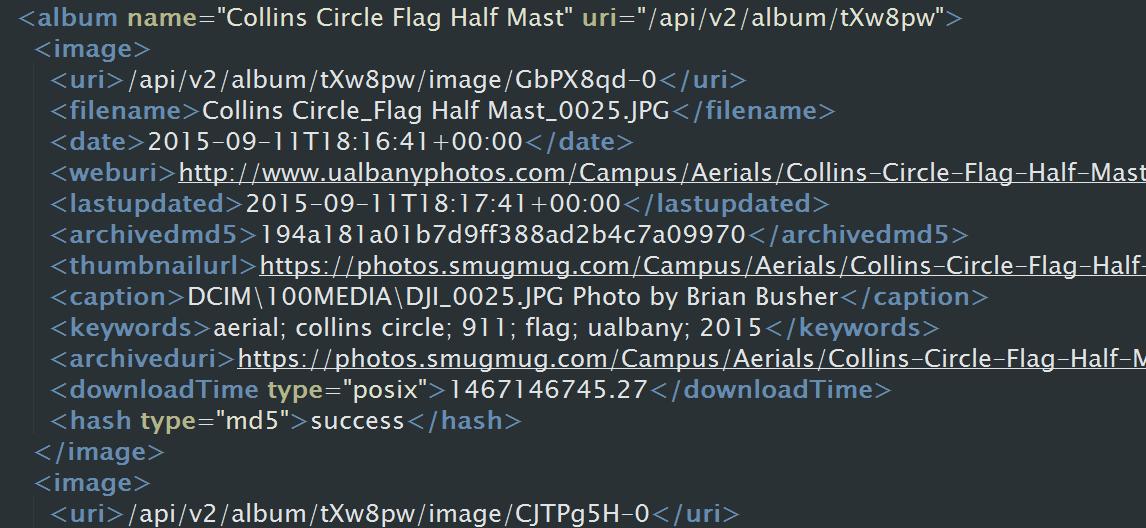 <album name="Collins Circle Flag Half Mast" uri="/api/v2/album/tXw8pw">
<image>
<uri>/api/v2/album/tXw8pw/image/GbPX8qd-0</uri>
<filename>Collins Circle_Flag Half Mast_0025.JPG</filename>
<date>2015-09-11T18:16:41+00:00</date>
<weburi>http://www.ualbanyphotos.com/Campus/Aerials/Collins-Circle-Flag-Half-Mast
<lastupdated>2015-09-11T18:17:41+00:00</lastupdated>
<archivedmd5>194a181a01b7d9ff388ad2b4c7a09970</archivedmd5>
<thumbnailurl>https://photos.smugmug.com/Campus/Aerials/Collins-Circle-Flag-Half-
<caption>DCIM\100MEDIA\DJI_0025.JPG Photo by Brian Busher</caption>
<keywords>aerial; collins circle; 911; flag; ualbany; 2015</keywords>
<archiveduri>https://photos.smugmug.com/Campus/Aerials/Collins-Circle-Flag-Half-M
<downloadTime type="posix">1467146745.27</downloadTime>
<hash type="md5">success</hash>
</image>
<image>
<uri>/api/v2/album/tXw8pw/image/CJTPg5H-0</uri>